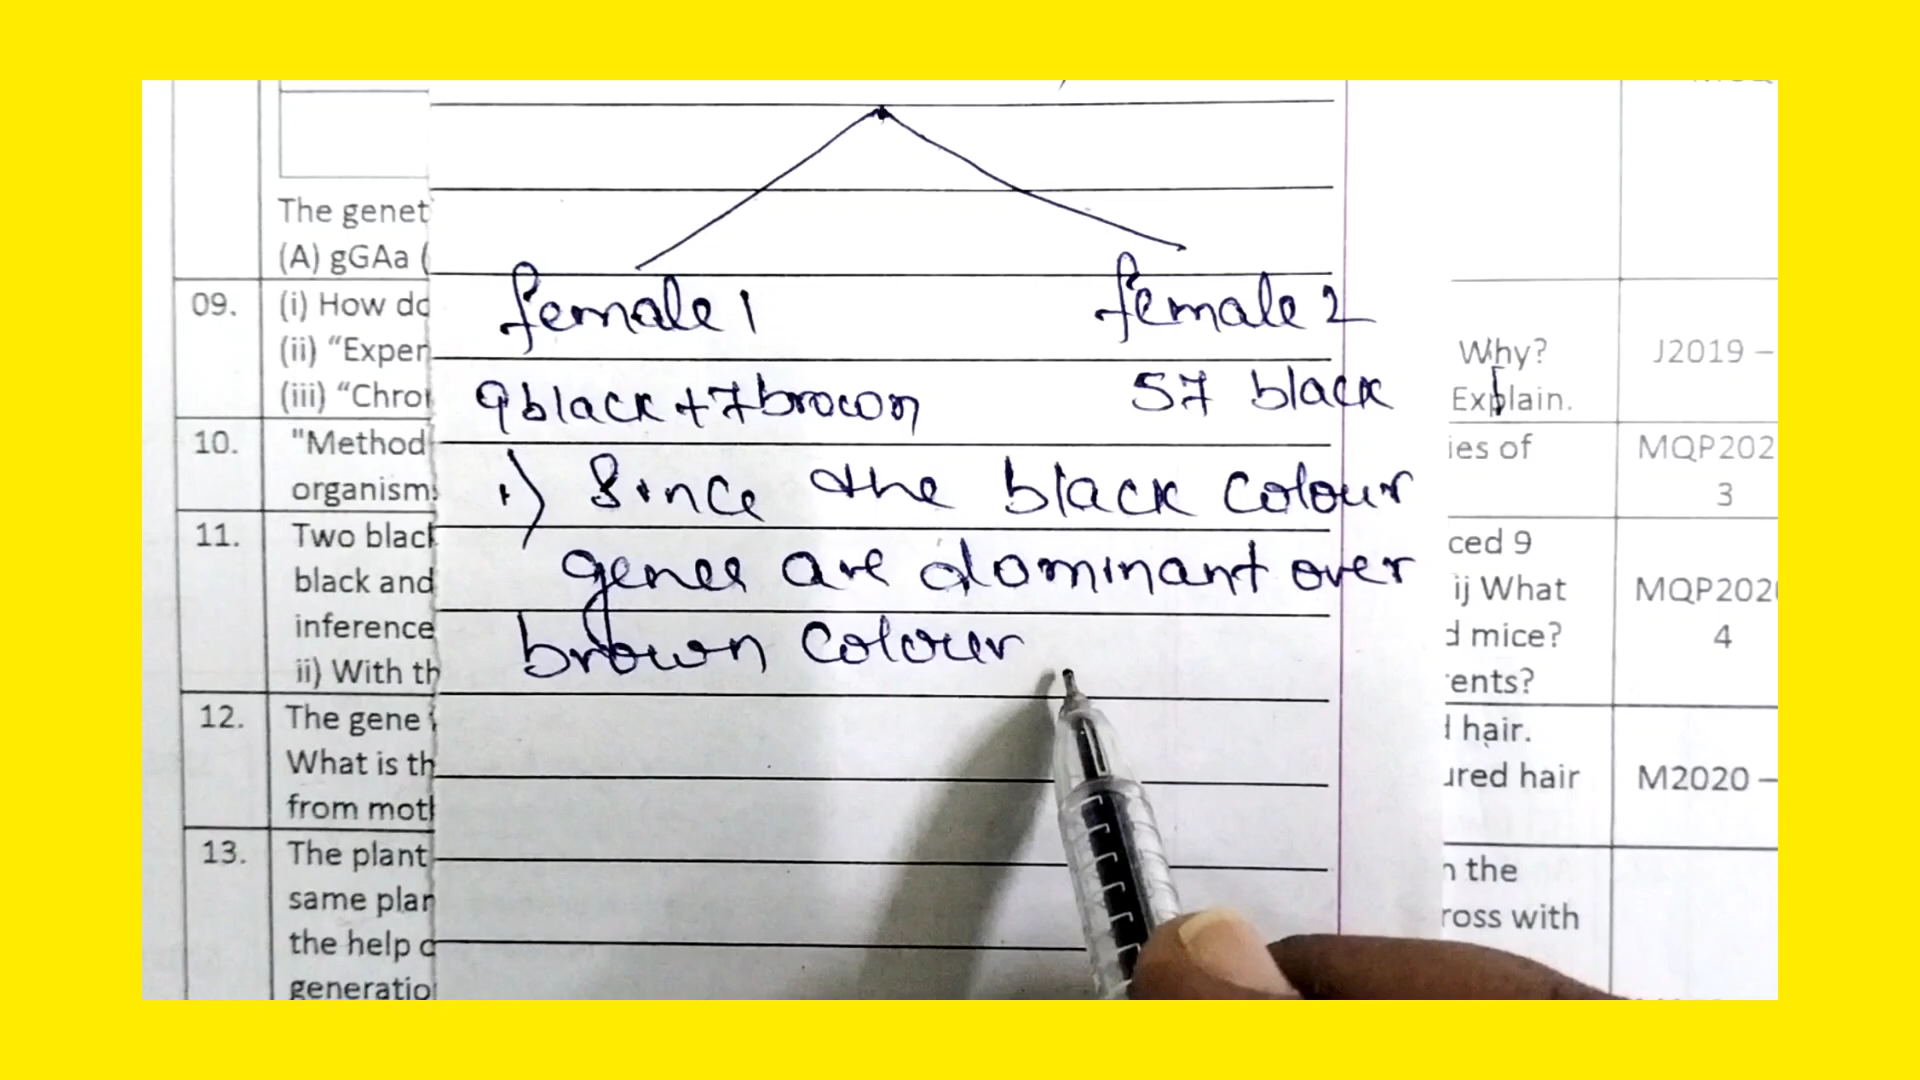 The genet
(A) gGAa (
female 1 female 2
9 black + 7 brown 57 black
1) Since the black colour
genes are dominant over
brown colour
09. (i) How do
(ii) "Exper Why? J2019 –
(iii) "Chro Explain.
10. "Method ies of MQP202
organism 3
11. Two black ced 9
black and ij What MQP202
inference d mice? 4
ii) With th ents?
12. The gene hair.
What is th ured hair M2020 –
from moth
13. The plant n the
same plan ross with
the help o
generatio